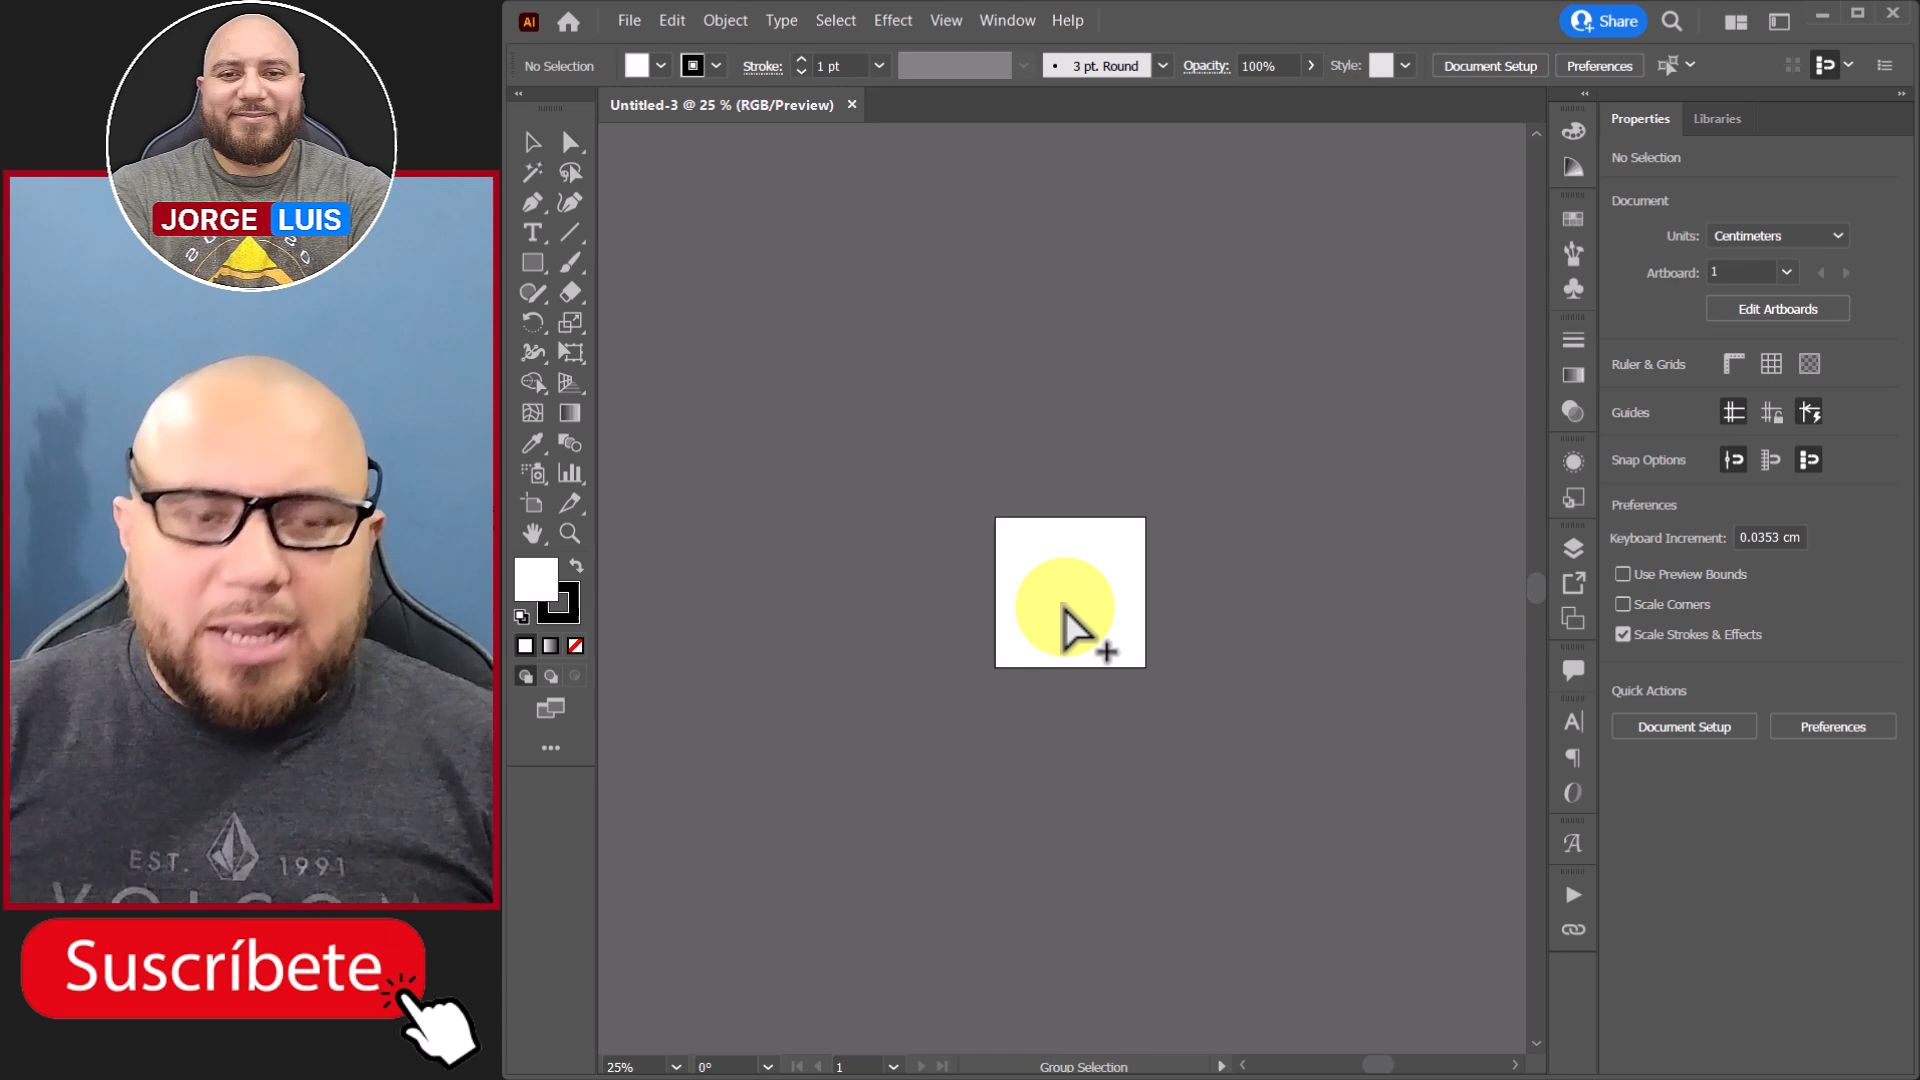 JORGE LUIS
EST. 1991
VOLCOM
Suscríbete
Ai
File Edit Object Type Select Effect View Window Help
Share
No Selection
Stroke: 1 pt
3 pt. Round
Opacity: 100%
Style:
Document Setup
Preferences
Untitled-3 @ 25 % (RGB/Preview)
Properties
Libraries
No Selection
Document
Units: Centimeters
Artboard: 1
Edit Artboards
Ruler & Grids
Guides
Snap Options
Preferences
Keyboard Increment: 0.0353 cm
Use Preview Bounds
Scale Corners
Scale Strokes & Effects
Quick Actions
Document Setup
Preferences
25%
0°
1
Group Selection